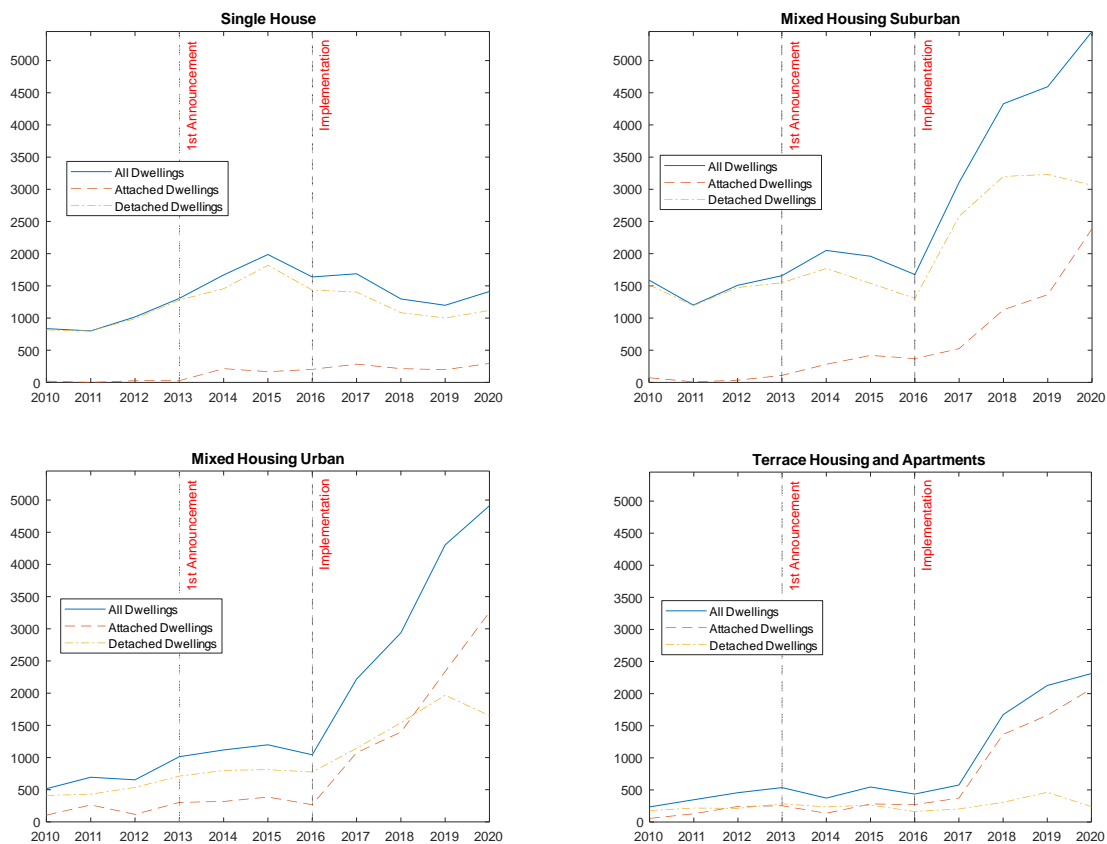 Single House
5000
4500
4000
3500
3000
2500
2000
1500
1000
500
0
1st Announcement
Implementation
All Dwellings
Attached Dwellings
Detached Dwellings
2010 2011 2012 2013 2014 2015 2016 2017 2018 2019 2020
Mixed Housing Suburban
5000
4500
4000
3500
3000
2500
2000
1500
1000
500
0
1st Announcement
Implementation
All Dwellings
Attached Dwellings
Detached Dwellings
2010 2011 2012 2013 2014 2015 2016 2017 2018 2019 2020
Mixed Housing Urban
5000
4500
4000
3500
3000
2500
2000
1500
1000
500
0
1st Announcement
Implementation
All Dwellings
Attached Dwellings
Detached Dwellings
2010 2011 2012 2013 2014 2015 2016 2017 2018 2019 2020
Terrace Housing and Apartments
5000
4500
4000
3500
3000
2500
2000
1500
1000
500
0
1st Announcement
Implementation
All Dwellings
Attached Dwellings
Detached Dwellings
2010 2011 2012 2013 2014 2015 2016 2017 2018 2019 2020